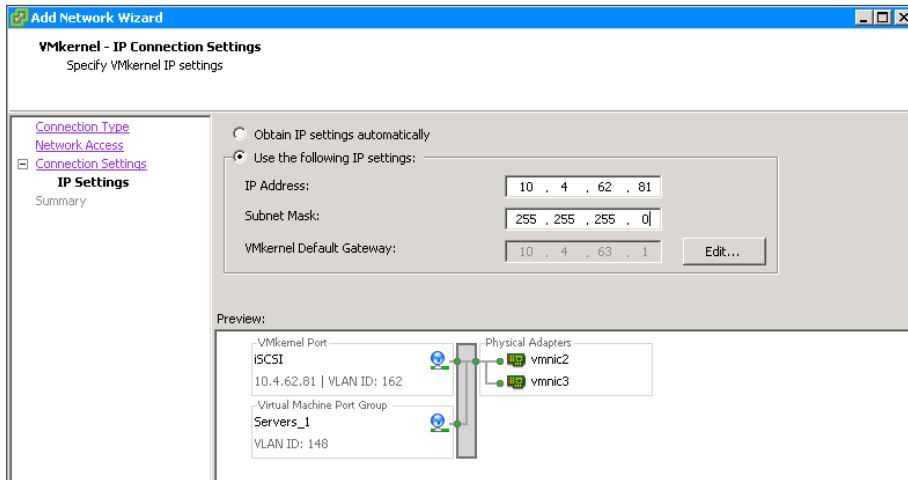 Add Network Wizard
VMkernel - IP Connection Settings
Specify VMkernel IP settings
Connection Type
Network Access
Connection Settings
IP Settings
Summary
Obtain IP settings automatically
Use the following IP settings:
IP Address: 10 . 4 . 62 . 81
Subnet Mask: 255 . 255 . 255 . 0
VMkernel Default Gateway: 10 . 4 . 63 . 1 Edit...
Preview:
VMkernel Port
iSCSI
10.4.62.81 | VLAN ID: 162
Virtual Machine Port Group
Servers_1
VLAN ID: 148
Physical Adapters
vmnic2
vmnic3